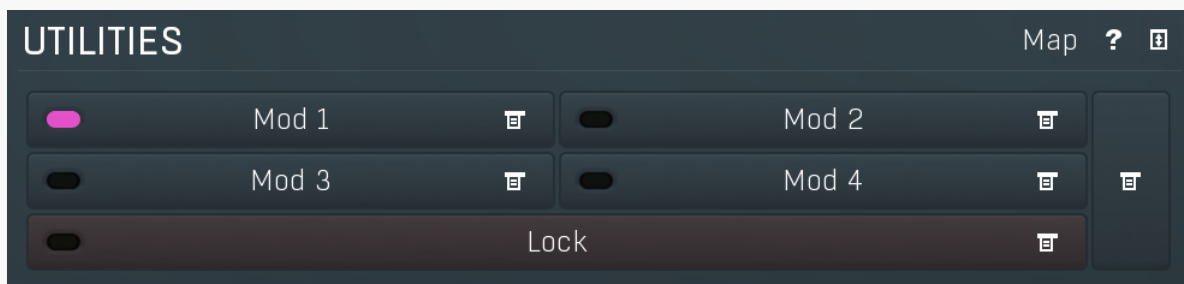 UTILITIES Map ?
Mod 1 Mod 2
Mod 3 Mod 4
Lock